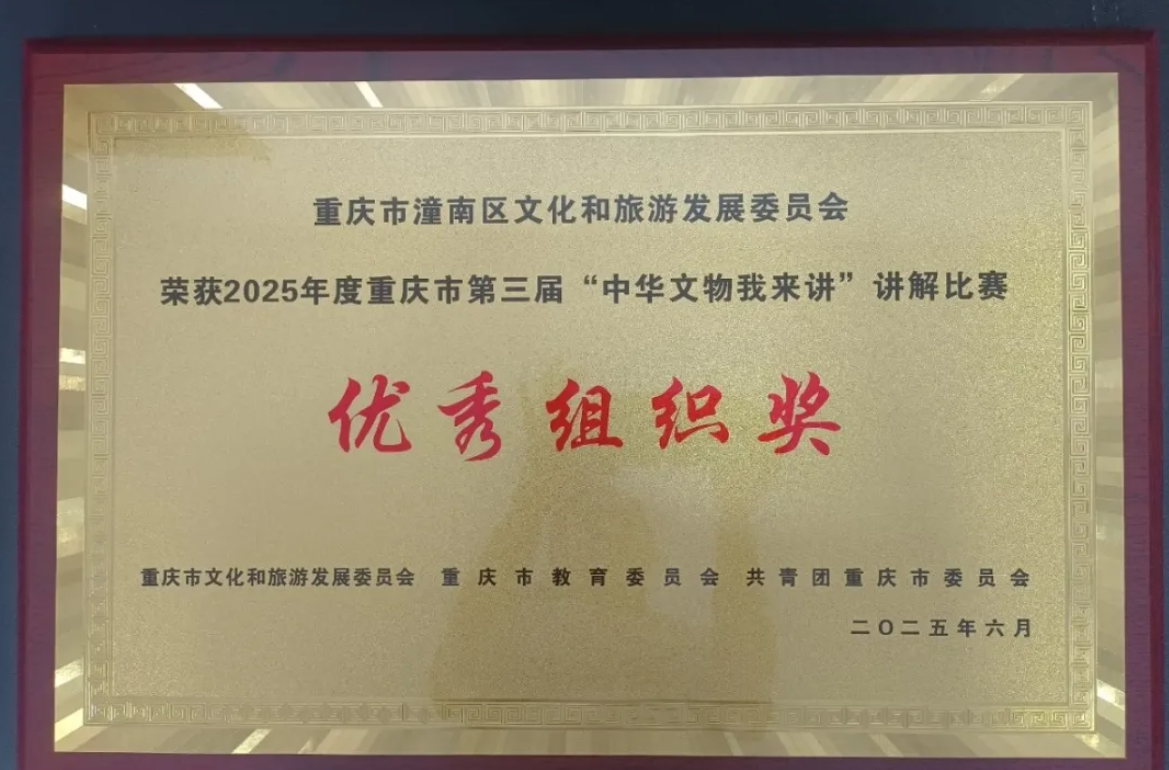 重庆市潼南区文化和旅游发展委员会
荣获2025年度重庆市第三届“中华文物我来讲”讲解比赛
优秀组织奖
重庆市文化和旅游发展委员会 重庆市教育委员会 共青团重庆市委员会
二〇二五年六月